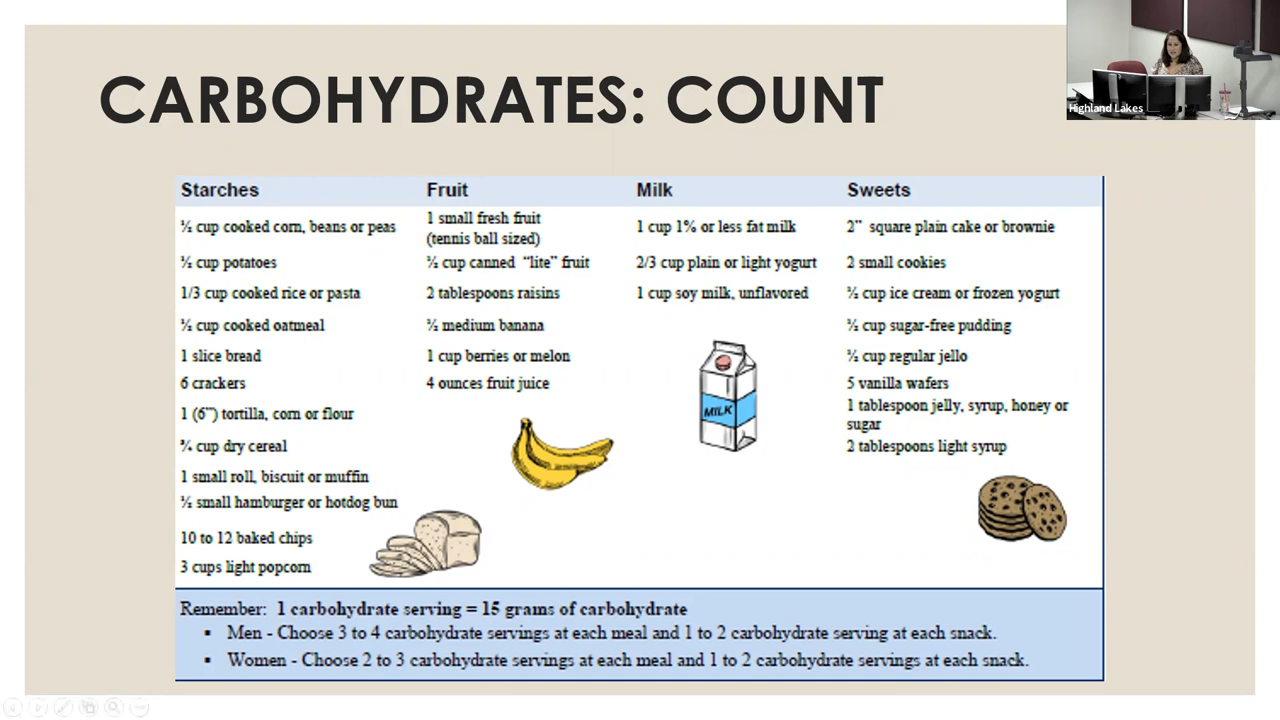 CARBOHYDRATES: COUNT
Highland Lakes
Starches
½ cup cooked corn, beans or peas
½ cup potatoes
1/3 cup cooked rice or pasta
½ cup cooked oatmeal
1 slice bread
6 crackers
1 (6”) tortilla, corn or flour
¾ cup dry cereal
1 small roll, biscuit or muffin
½ small hamburger or hotdog bun
10 to 12 baked chips
3 cups light popcorn
Fruit
1 small fresh fruit
(tennis ball sized)
½ cup canned “lite” fruit
2 tablespoons raisins
½ medium banana
1 cup berries or melon
4 ounces fruit juice
Milk
1 cup 1% or less fat milk
2/3 cup plain or light yogurt
1 cup soy milk, unflavored
MILK
Sweets
2” square plain cake or brownie
2 small cookies
½ cup ice cream or frozen yogurt
½ cup sugar-free pudding
½ cup regular jello
5 vanilla wafers
1 tablespoon jelly, syrup, honey or
sugar
2 tablespoons light syrup
Remember: 1 carbohydrate serving = 15 grams of carbohydrate
▪ Men - Choose 3 to 4 carbohydrate servings at each meal and 1 to 2 carbohydrate serving at each snack.
▪ Women - Choose 2 to 3 carbohydrate servings at each meal and 1 to 2 carbohydrate servings at each snack.